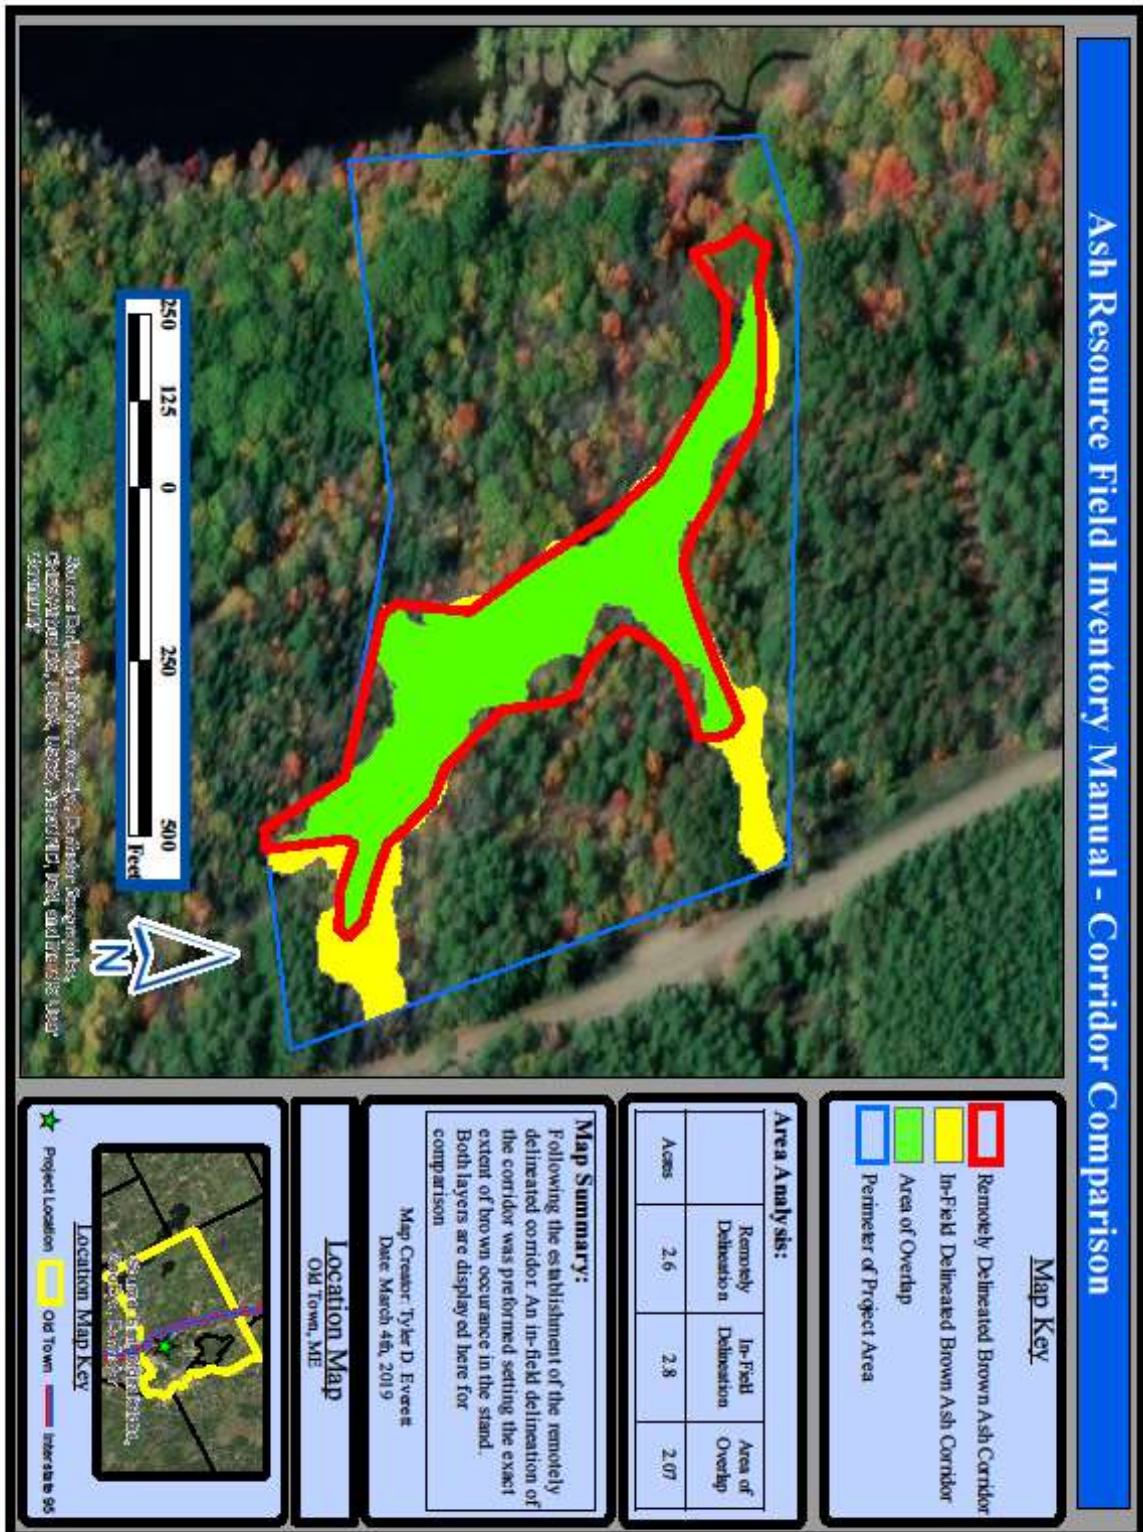 Ash Resource Field Inventory Manual - Corridor Comparison
Map Key
Remotely Delineated Brown Ash Corridor
In-Field Delineated Brown Ash Corridor
Area of Overlap
Perimeter of Project Area
Area Analysis:
Remotely Delineation
In-Field Delineation
Area of Overlap
Acres 2.6 2.8 2.07
Map Summary:
Following the establishment of the remotely
delineated corridor. An in-field delineation of
the corridor was preformed setting the exact
extent of brown occurance in the stand.
Both layers are displayed here for
comparison
Map Creator: Tyler D. Everett
Date: March 4th, 2019
Location Map
Old Town, ME
Location Map Key
Project Location
Old Town
Interstate 95
250 125 0 250 500
Feet
N
and the GIS User